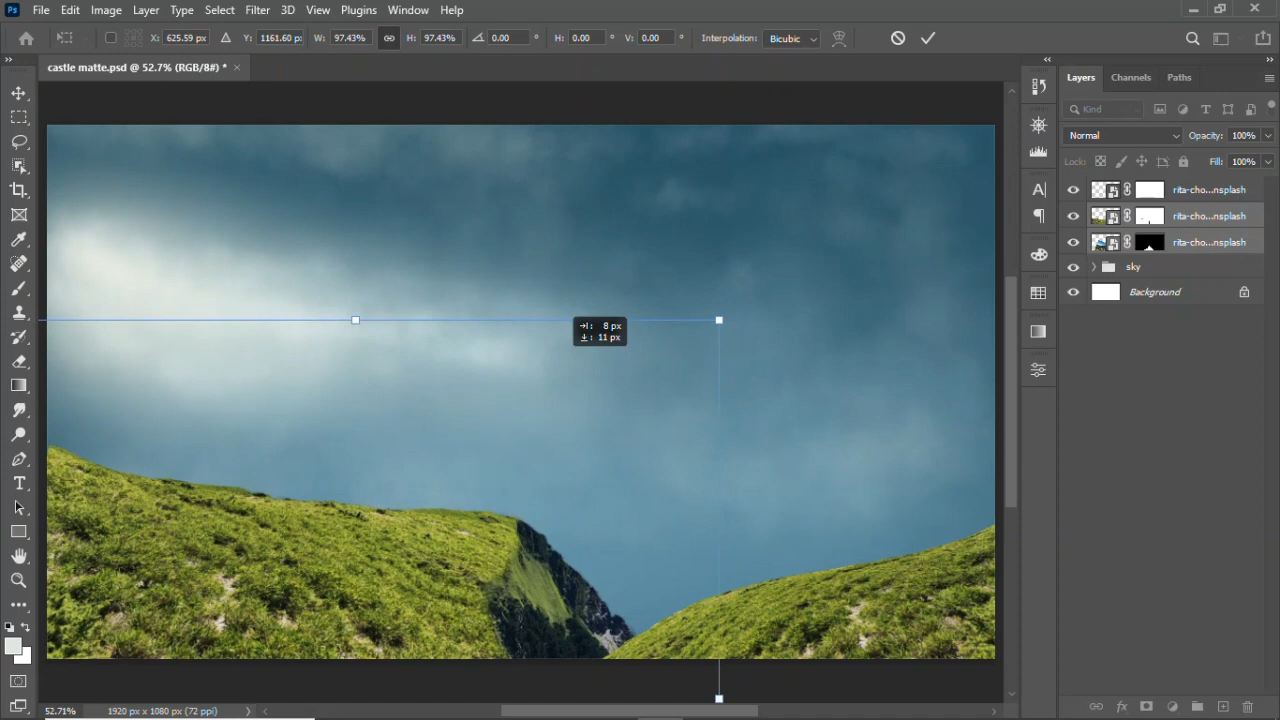 Ps File Edit Image Layer Type Select Filter 3D View Plugins Window Help
X: 625.59 px Y: 1161.60 px W: 97.43% H: 97.43% 0.00 ° H: 0.00 ° V: 0.00 ° Interpolation: Bicubic
castle matte.psd @ 52.7% (RGB/8#) * ×
Layers Channels Paths
Kind
Normal Opacity: 100%
Lock: Fill: 100%
rita-cho...nsplash
rita-cho...nsplash
rita-cho...nsplash
sky
Background
8 px
11 px
52.71% 1920 px x 1080 px (72 ppi)